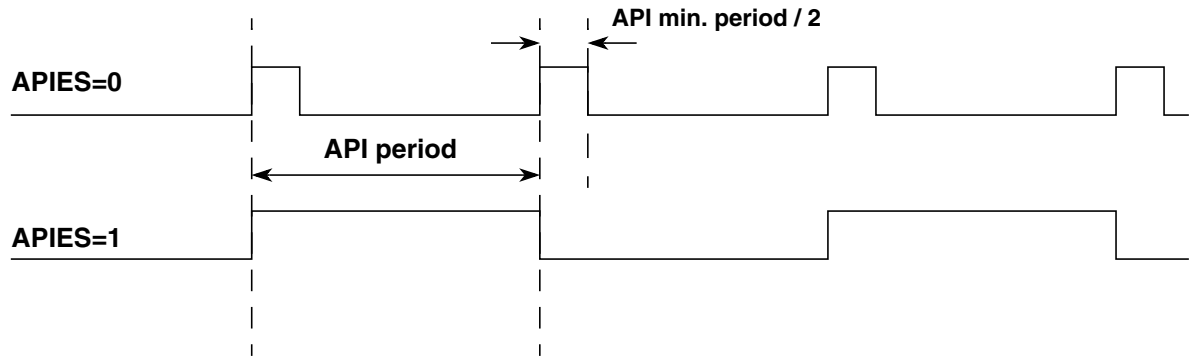 API min. period / 2
APIES=0
API period
APIES=1